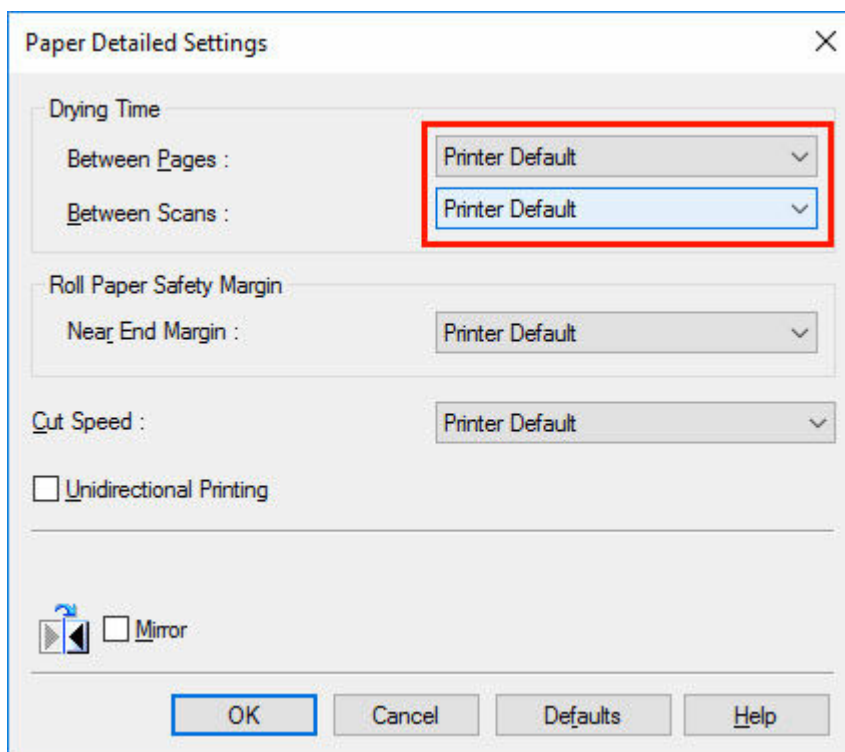 Paper Detailed Settings
Drying Time
Between Pages : Printer Default
Between Scans : Printer Default
Roll Paper Safety Margin
Near End Margin : Printer Default
Cut Speed : Printer Default
Unidirectional Printing
Mirror
OK Cancel Defaults Help